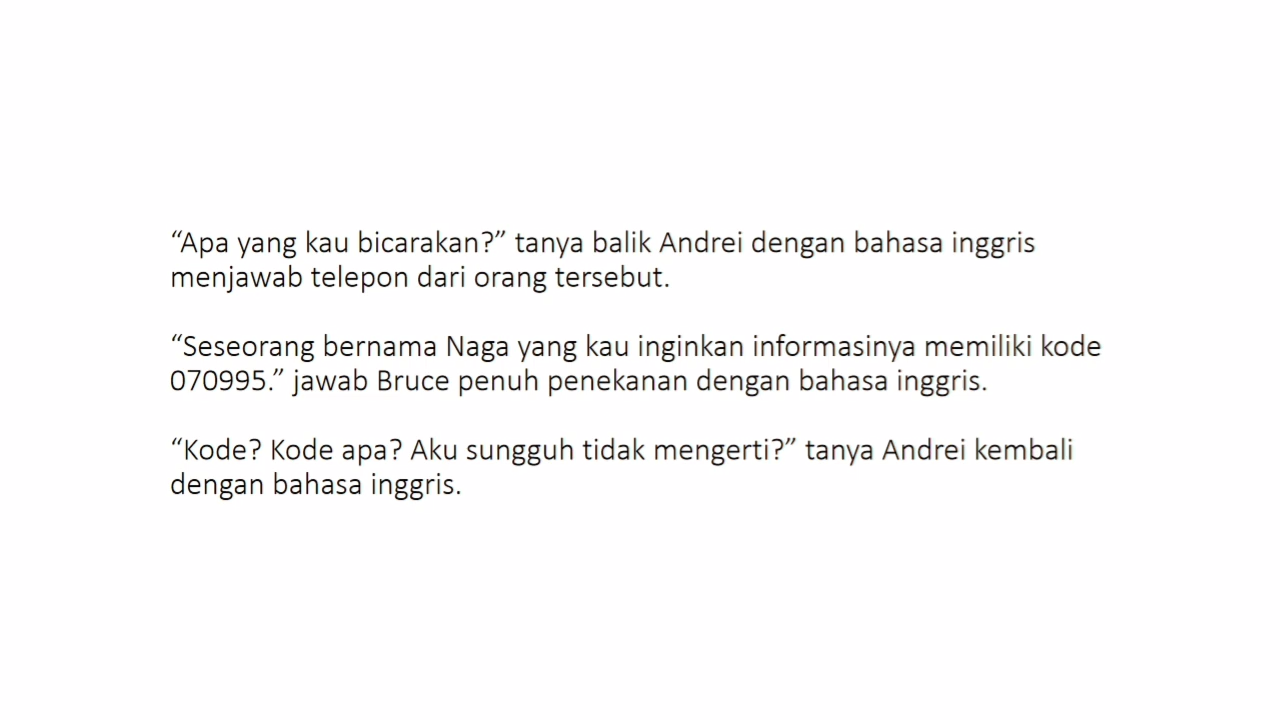 “Apa yang kau bicarakan?” tanya balik Andrei dengan bahasa inggris
menjawab telepon dari orang tersebut.
“Seseorang bernama Naga yang kau inginkan informasinya memiliki kode
070995.” jawab Bruce penuh penekanan dengan bahasa inggris.
“Kode? Kode apa? Aku sungguh tidak mengerti?” tanya Andrei kembali
dengan bahasa inggris.